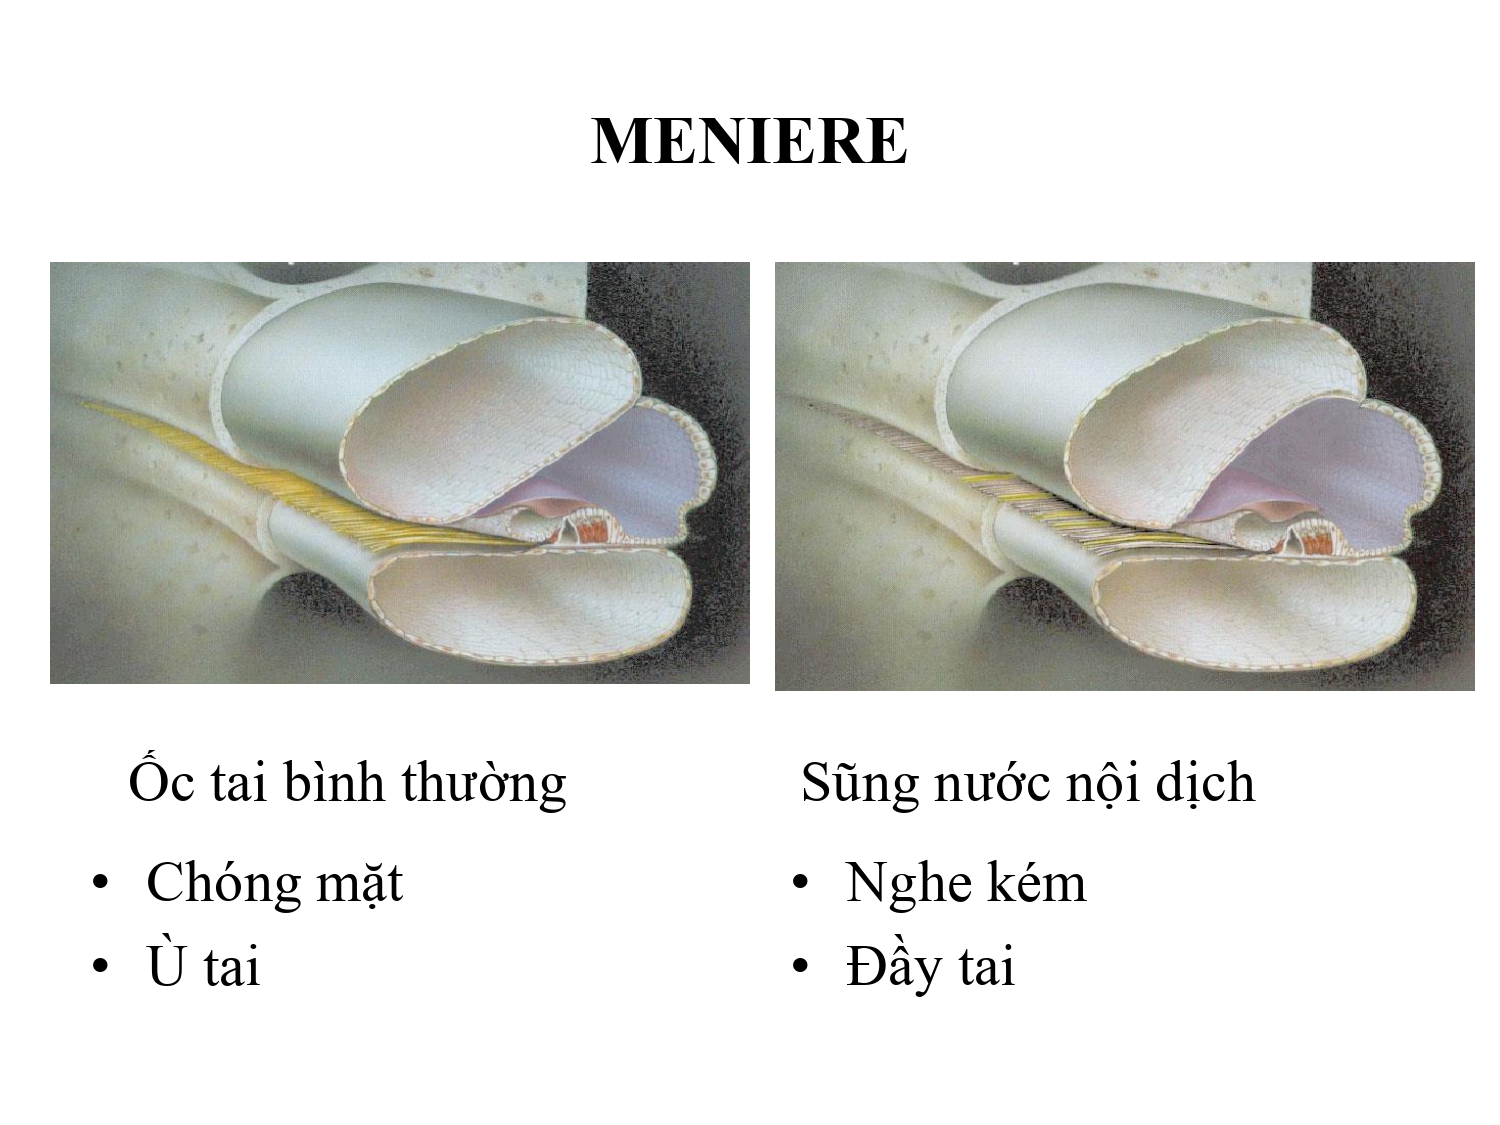 MENIERE
Ốc tai bình thường
Sũng nước nội dịch
• Chóng mặt
• Ù tai
• Nghe kém
• Đầy tai